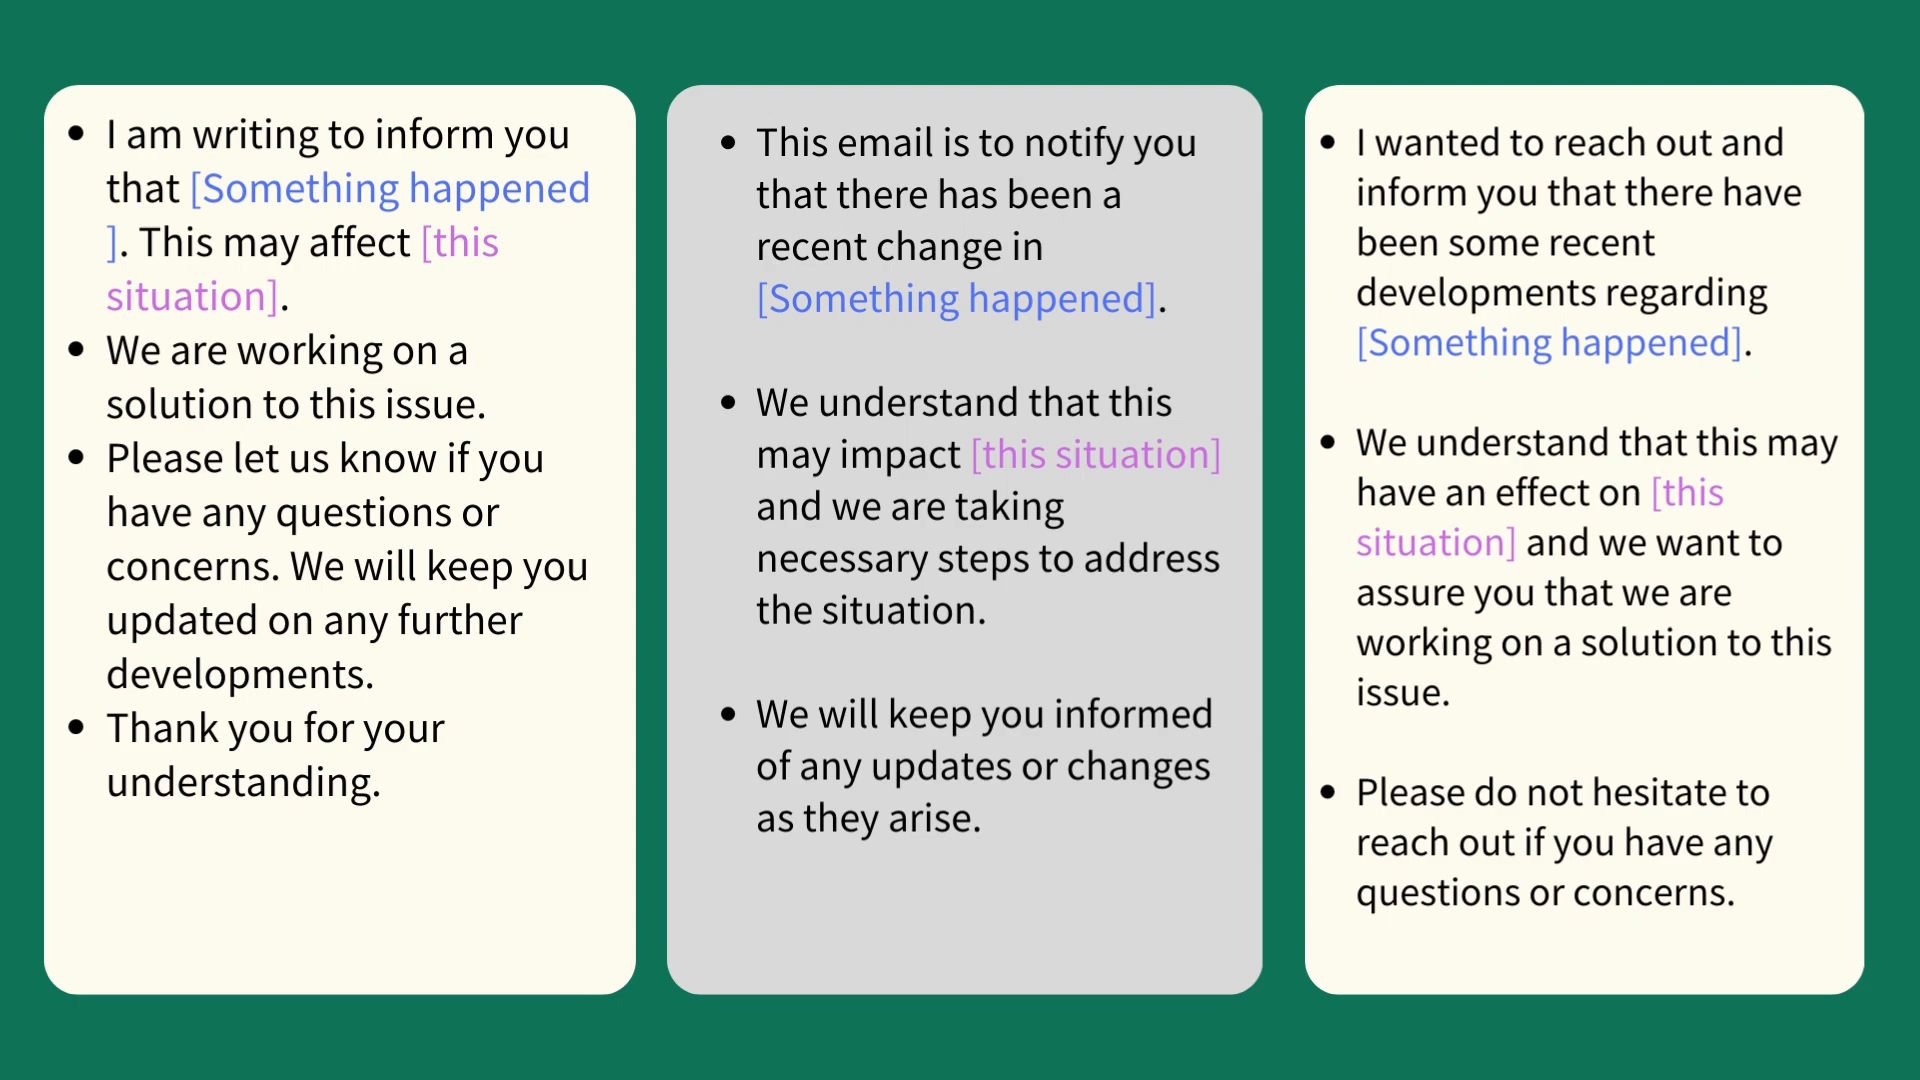 • I am writing to inform you
that [Something happened
]. This may affect [this
situation].
• We are working on a
solution to this issue.
• Please let us know if you
have any questions or
concerns. We will keep you
updated on any further
developments.
• Thank you for your
understanding.
• This email is to notify you
that there has been a
recent change in
[Something happened].
• We understand that this
may impact [this situation]
and we are taking
necessary steps to address
the situation.
• We will keep you informed
of any updates or changes
as they arise.
• I wanted to reach out and
inform you that there have
been some recent
developments regarding
[Something happened].
• We understand that this may
have an effect on [this
situation] and we want to
assure you that we are
working on a solution to this
issue.
• Please do not hesitate to
reach out if you have any
questions or concerns.